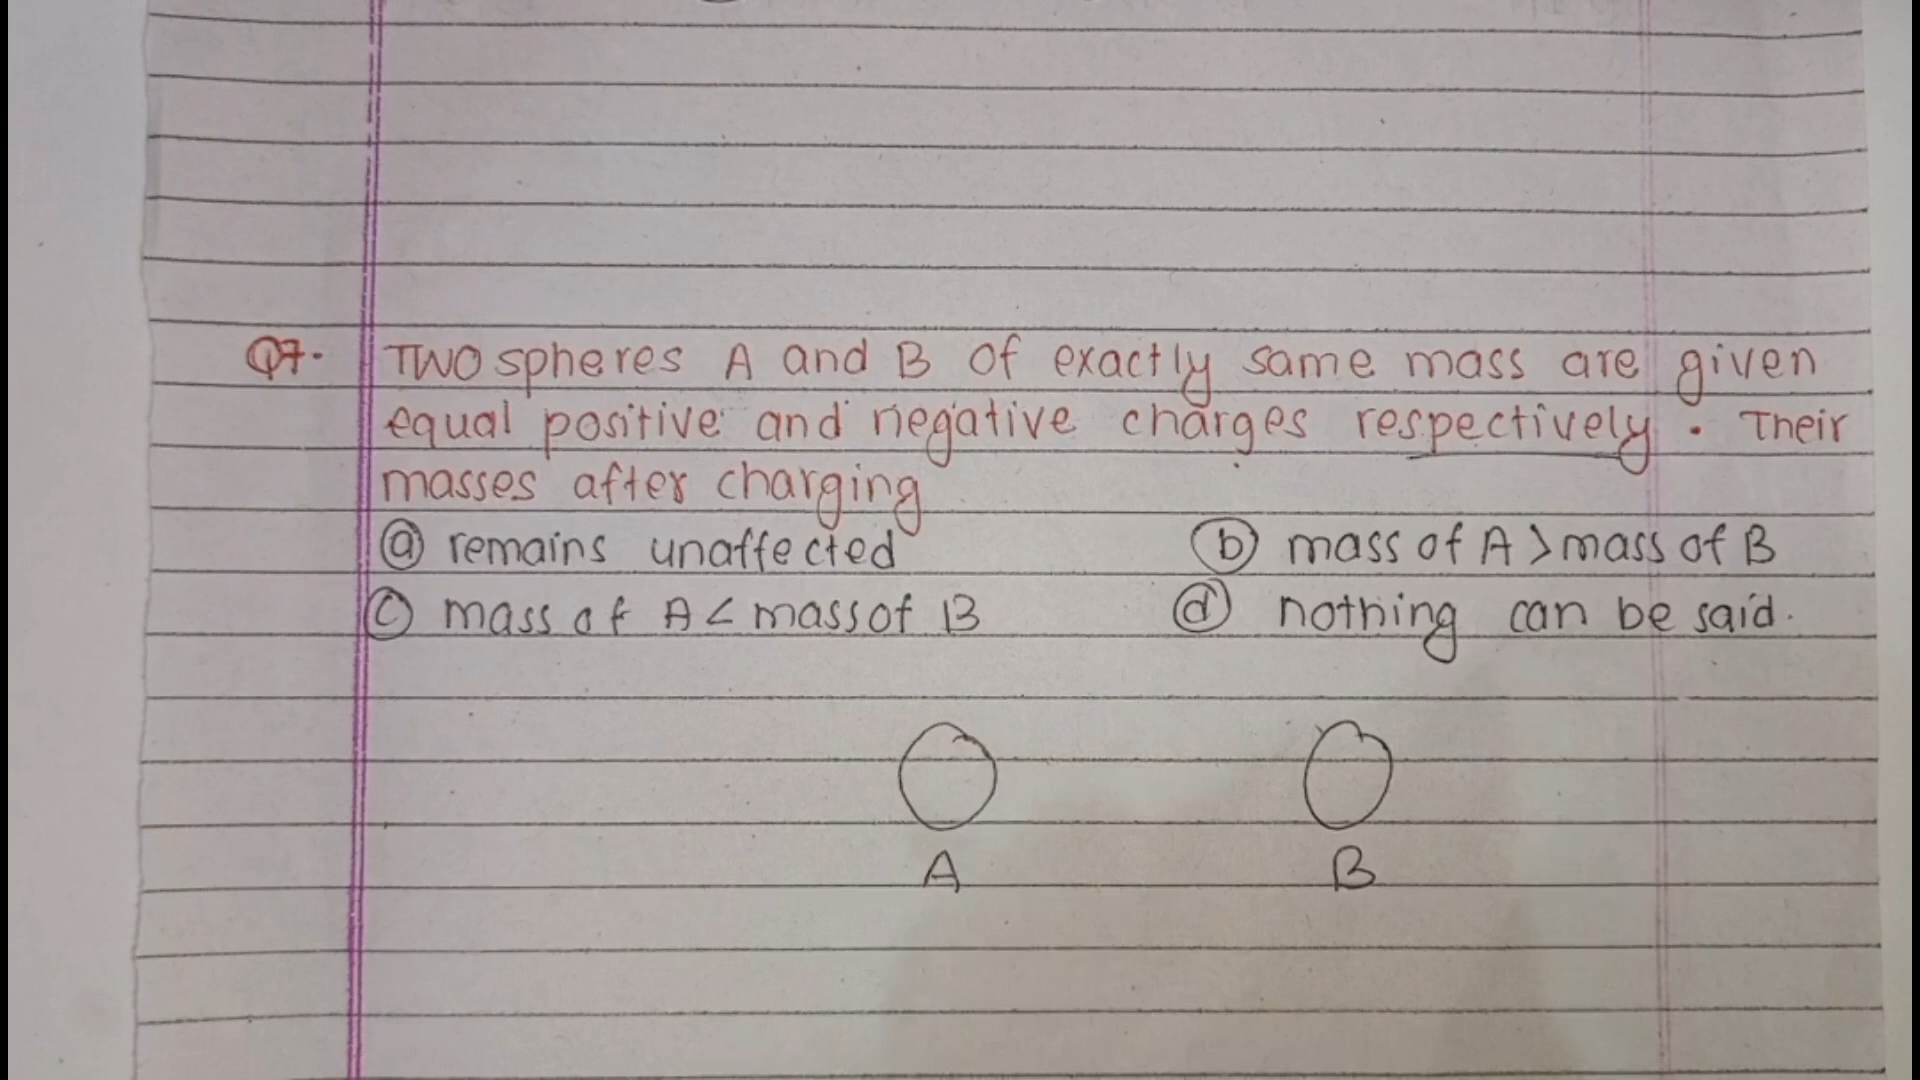 Q7. Two spheres A and B of exactly same mass are given
equal positive and negative charges respectively. Their
masses after charging
(a) remains unaffected (b) mass of A > mass of B
(c) mass of A < mass of B (d) nothing can be said.
A B